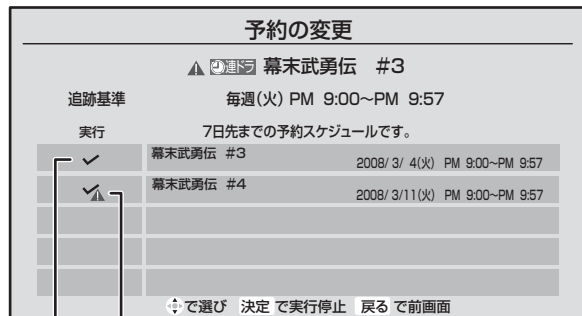 予約の変更
連ドラ 幕末武勇伝 #3
追跡基準 毎週(火) PM 9:00~PM 9:57
実行 7日先までの予約スケジュールです。
幕末武勇伝 #3 2008/ 3/ 4(火) PM 9:00~PM 9:57
幕末武勇伝 #4 2008/ 3/11(火) PM 9:00~PM 9:57
で選び 決定 で実行停止 戻る で前画面